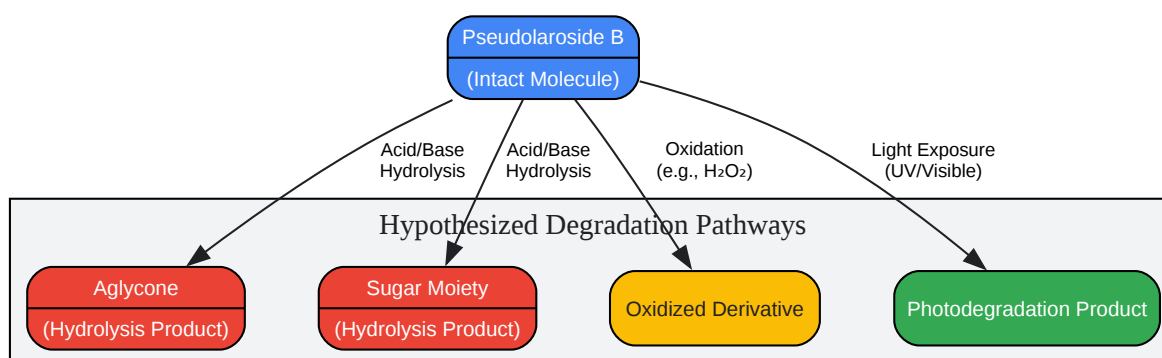 Pseudolaroside B
(Intact Molecule)
Acid/Base
Hydrolysis
Acid/Base
Hydrolysis
Oxidation
(e.g., H₂O₂)
Light Exposure
(UV/Visible)
Hypothesized Degradation Pathways
Aglycone
(Hydrolysis Product)
Sugar Moiety
(Hydrolysis Product)
Oxidized Derivative
Photodegradation Product